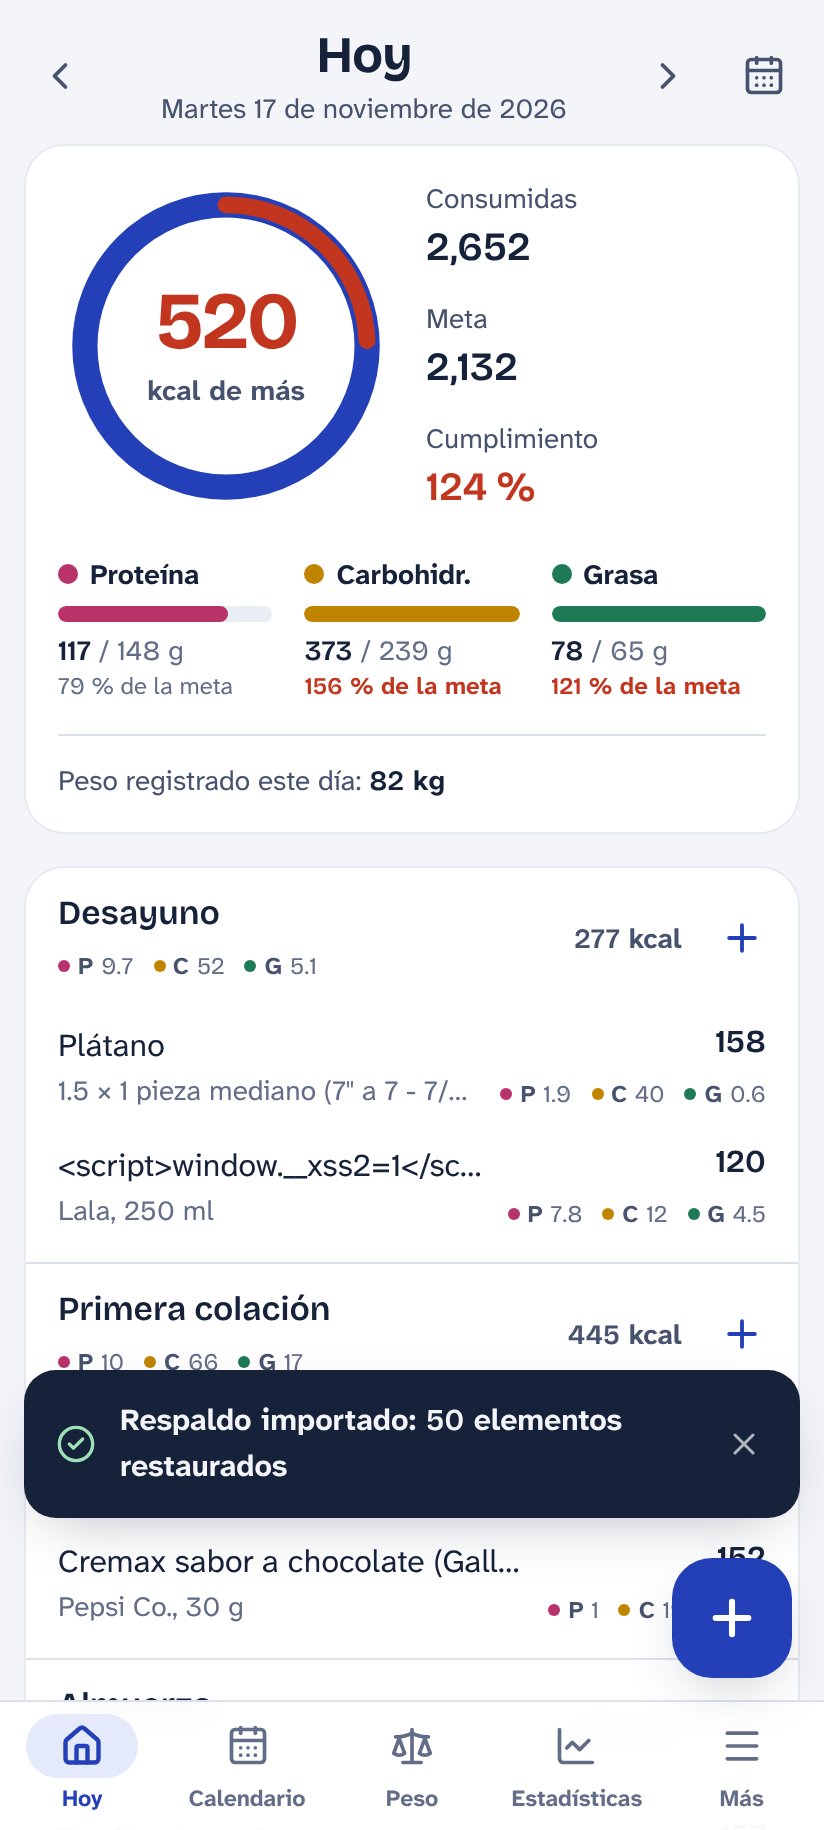 Hoy
Martes 17 de noviembre de 2026
520
kcal de más
Consumidas
2,652
Meta
2,132
Cumplimiento
124 %
Proteína
117 / 148 g
79 % de la meta
Carbohidr.
373 / 239 g
156 % de la meta
Grasa
78 / 65 g
121 % de la meta
Peso registrado este día: 82 kg
Desayuno
277 kcal
P 9.7 C 52 G 5.1
Plátano
158
1.5 × 1 pieza mediano (7" a 7 - 7/...
P 1.9 C 40 G 0.6
<script>window.__xss2=1</sc...
120
Lala, 250 ml
P 7.8 C 12 G 4.5
Primera colación
445 kcal
P 10 C 66 G 17
Respaldo importado: 50 elementos
restaurados
Cremax sabor a chocolate (Gall...
152
Pepsi Co., 30 g
P 1 C
Almuerzo
Hoy
Calendario
Peso
Estadísticas
Más